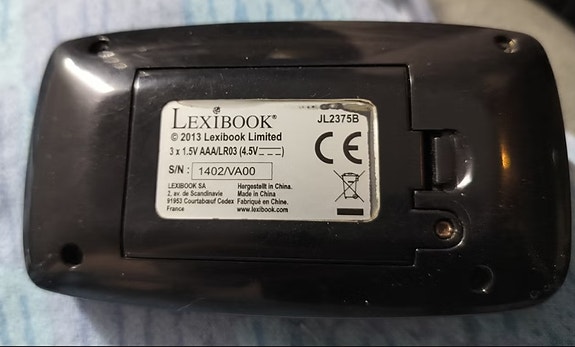 LEXIBOOK® JL2375B
© 2013 Lexibook Limited
3 x 1.5V AAA/LR03 (4.5V⎓)
CE
S/N : 1402/VA00
LEXIBOOK SA Hergestellt in China.
2, av. de Scandinavie Made in China
91953 Courtabœuf Cedex Fabriqué en Chine.
France www.lexibook.com